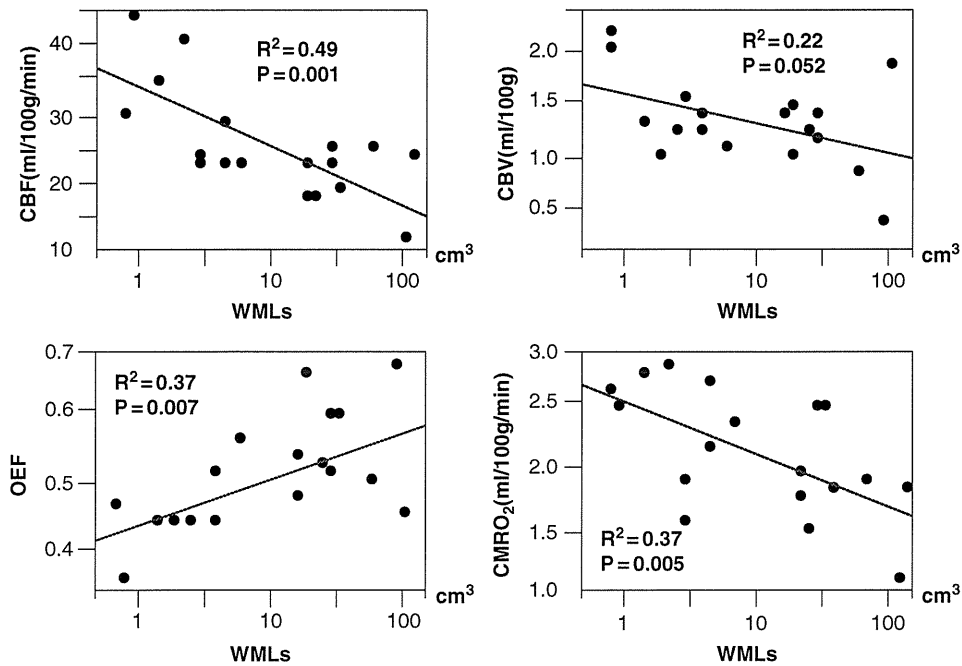 CBF(ml/100g/min)
40
30
20
10
R²=0.49
P=0.001
1
10
100
cm³
WMLs
CBV(ml/100g)
2.0
1.5
1.0
0.5
R²=0.22
P=0.052
1
10
100
cm³
WMLs
OEF
0.7
0.6
0.5
0.4
R²=0.37
P=0.007
1
10
100
cm³
WMLs
CMRO₂(ml/100g/min)
3.0
2.5
2.0
1.5
1.0
R²=0.37
P=0.005
1
10
100
cm³
WMLs